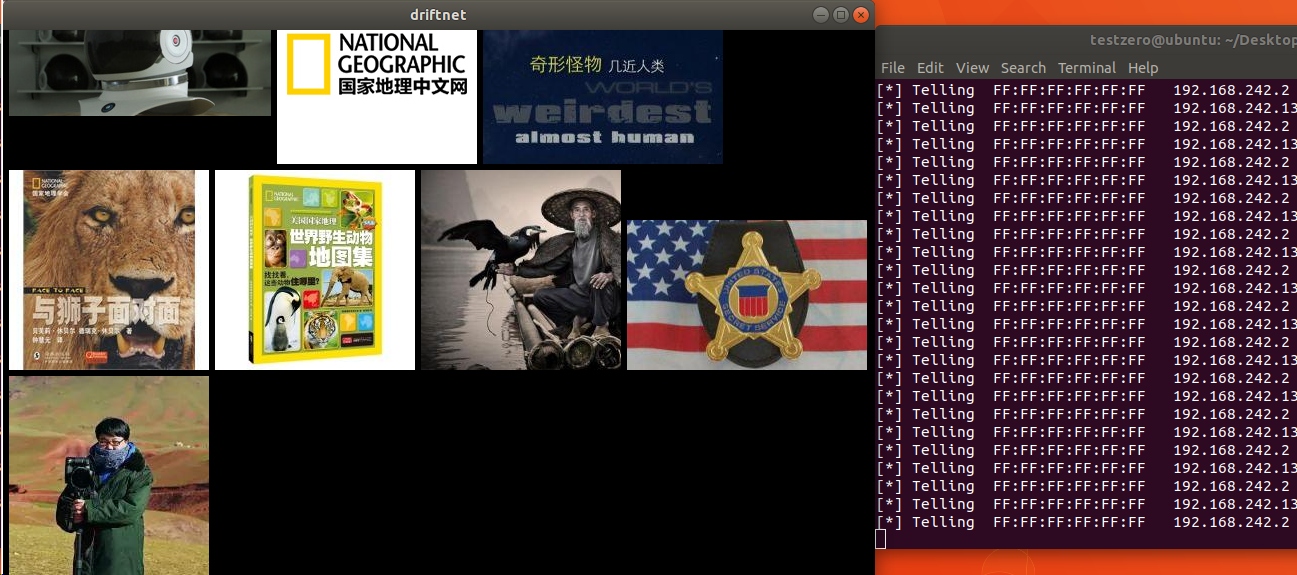 driftnet
NATIONAL
GEOGRAPHIC
国家地理中文网
奇形怪物 几近人类
WORLD'S
weirdest
almost human
NATIONAL
GEOGRAPHIC
国家地理学会
FACE TO FACE
与狮子面对面
美国国家地理
世界野生动物
地图集
找找看,
这些动物住哪里?
UNITED STATES
SECRET SERVICE
testzero@ubuntu: ~/Desktop
File Edit View Search Terminal Help
[*] Telling FF:FF:FF:FF:FF:FF 192.168.242.2
[*] Telling FF:FF:FF:FF:FF:FF 192.168.242.13
[*] Telling FF:FF:FF:FF:FF:FF 192.168.242.2
[*] Telling FF:FF:FF:FF:FF:FF 192.168.242.13
[*] Telling FF:FF:FF:FF:FF:FF 192.168.242.2
[*] Telling FF:FF:FF:FF:FF:FF 192.168.242.13
[*] Telling FF:FF:FF:FF:FF:FF 192.168.242.2
[*] Telling FF:FF:FF:FF:FF:FF 192.168.242.13
[*] Telling FF:FF:FF:FF:FF:FF 192.168.242.2
[*] Telling FF:FF:FF:FF:FF:FF 192.168.242.13
[*] Telling FF:FF:FF:FF:FF:FF 192.168.242.2
[*] Telling FF:FF:FF:FF:FF:FF 192.168.242.13
[*] Telling FF:FF:FF:FF:FF:FF 192.168.242.2
[*] Telling FF:FF:FF:FF:FF:FF 192.168.242.13
[*] Telling FF:FF:FF:FF:FF:FF 192.168.242.2
[*] Telling FF:FF:FF:FF:FF:FF 192.168.242.13
[*] Telling FF:FF:FF:FF:FF:FF 192.168.242.2
[*] Telling FF:FF:FF:FF:FF:FF 192.168.242.13
[*] Telling FF:FF:FF:FF:FF:FF 192.168.242.2
[*] Telling FF:FF:FF:FF:FF:FF 192.168.242.13
[*] Telling FF:FF:FF:FF:FF:FF 192.168.242.2
[*] Telling FF:FF:FF:FF:FF:FF 192.168.242.13
[*] Telling FF:FF:FF:FF:FF:FF 192.168.242.2
[*] Telling FF:FF:FF:FF:FF:FF 192.168.242.13
[*] Telling FF:FF:FF:FF:FF:FF 192.168.242.2